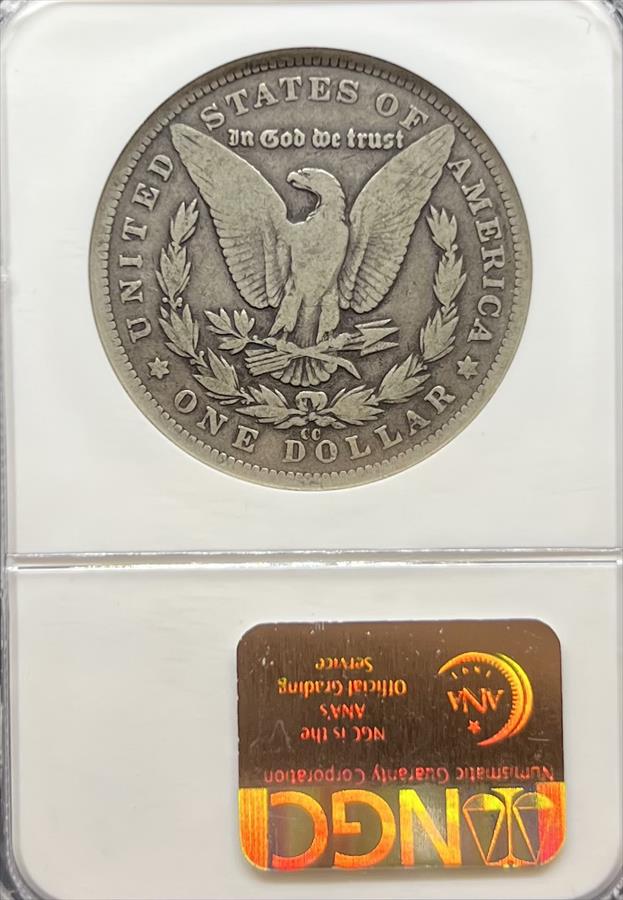 UNITED STATES OF AMERICA
In God we trust
CC
ONE DOLLAR
NGC
Numismatic Guaranty Corporation
NGC is the
ANA's
Official Grading
Service
ANA